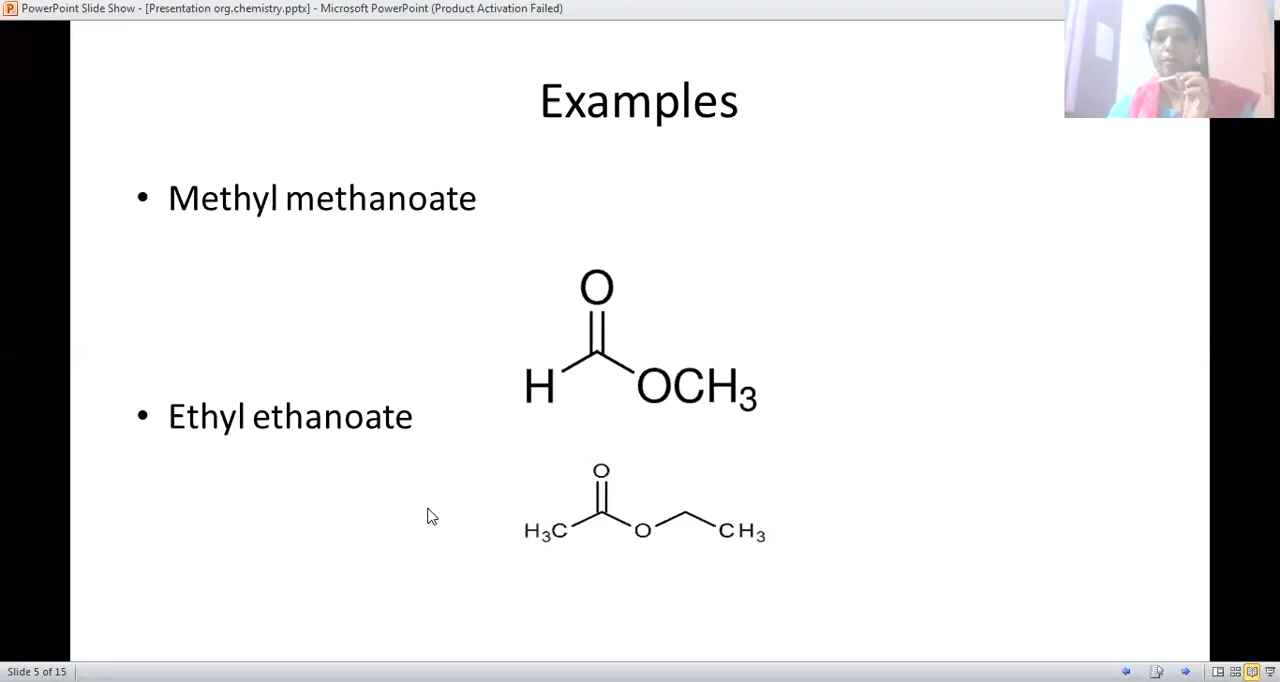 PowerPoint Slide Show - [Presentation org.chemistry.pptx] - Microsoft PowerPoint (Product Activation Failed)
Examples
• Methyl methanoate
O
H OCH3
• Ethyl ethanoate
O
H3C O CH3
Slide 5 of 15